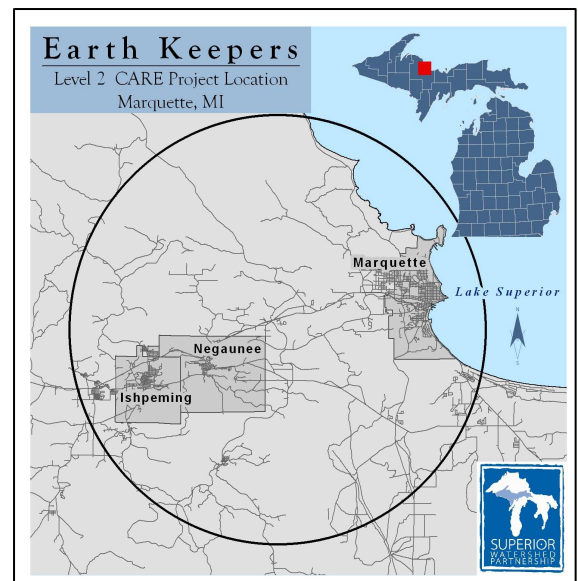 Earth Keepers
Level 2 CARE Project Location
Marquette, MI
Marquette
Lake Superior
N
Negaunee
Ishpeming
SUPERIOR
WATERSHED
PARTNERSHIP